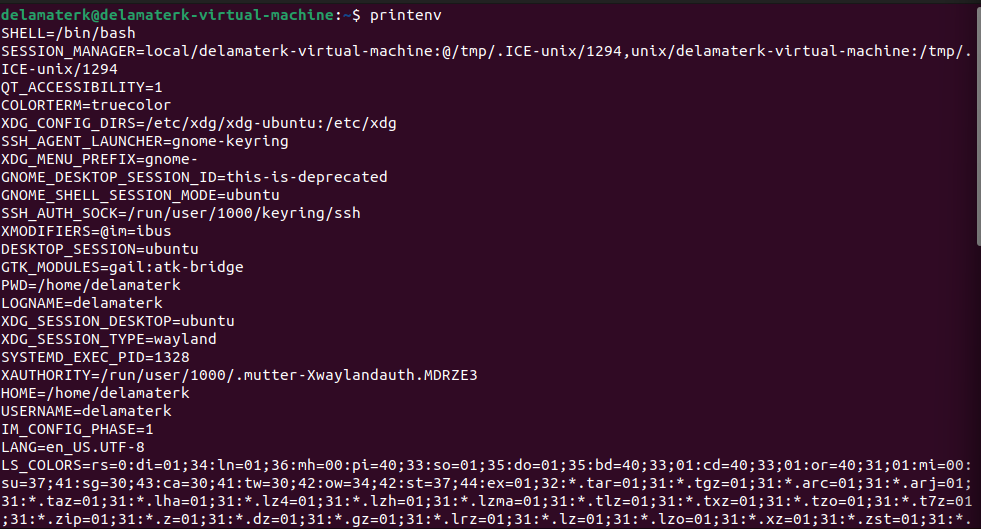 delamaterk@delamaterk-virtual-machine:~$ printenv
SHELL=/bin/bash
SESSION_MANAGER=local/delamaterk-virtual-machine:@/tmp/.ICE-unix/1294,unix/delamaterk-virtual-machine:/tmp/.
ICE-unix/1294
QT_ACCESSIBILITY=1
COLORTERM=truecolor
XDG_CONFIG_DIRS=/etc/xdg/xdg-ubuntu:/etc/xdg
SSH_AGENT_LAUNCHER=gnome-keyring
XDG_MENU_PREFIX=gnome-
GNOME_DESKTOP_SESSION_ID=this-is-deprecated
GNOME_SHELL_SESSION_MODE=ubuntu
SSH_AUTH_SOCK=/run/user/1000/keyring/ssh
XMODIFIERS=@im=ibus
DESKTOP_SESSION=ubuntu
GTK_MODULES=gail:atk-bridge
PWD=/home/delamaterk
LOGNAME=delamaterk
XDG_SESSION_DESKTOP=ubuntu
XDG_SESSION_TYPE=wayland
SYSTEMD_EXEC_PID=1328
XAUTHORITY=/run/user/1000/.mutter-Xwaylandauth.MDRZE3
HOME=/home/delamaterk
USERNAME=delamaterk
IM_CONFIG_PHASE=1
LANG=en_US.UTF-8
LS_COLORS=rs=0:di=01;34:ln=01;36:mh=00:pi=40;33:so=01;35:do=01;35:bd=40;33;01:cd=40;33;01:or=40;31;01:mi=00:
su=37;41:sg=30;43:ca=30;41:tw=30;42:ow=34;42:st=37;44:ex=01;32:*.tar=01;31:*.tgz=01;31:*.arc=01;31:*.arj=01;
31:*.taz=01;31:*.lha=01;31:*.lz4=01;31:*.lzh=01;31:*.lzma=01;31:*.tlz=01;31:*.txz=01;31:*.tzo=01;31:*.t7z=01
;31:*.zip=01;31:*.z=01;31:*.dz=01;31:*.gz=01;31:*.lrz=01;31:*.lz=01;31:*.lzo=01;31:*.xz=01;31:*.zst=01;31:*.